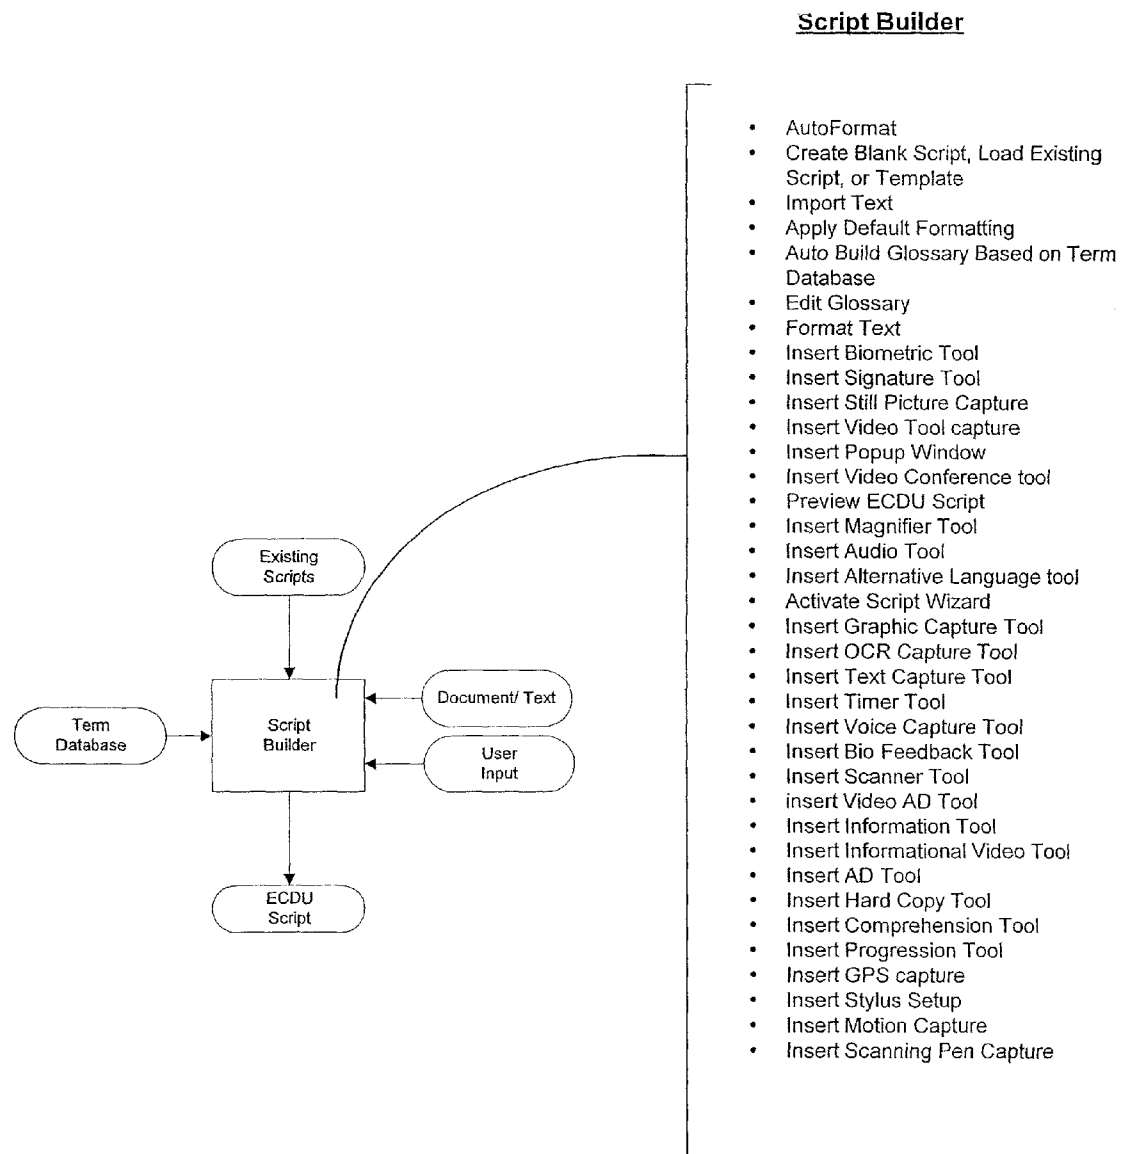 Script Builder
• AutoFormat
• Create Blank Script, Load Existing
Script, or Template
• Import Text
• Apply Default Formatting
• Auto Build Glossary Based on Term
Database
• Edit Glossary
• Format Text
• Insert Biometric Tool
• Insert Signature Tool
• Insert Still Picture Capture
• Insert Video Tool capture
• Insert Popup Window
• Insert Video Conference tool
• Preview ECDU Script
• Insert Magnifier Tool
• Insert Audio Tool
• Insert Alternative Language tool
• Activate Script Wizard
• Insert Graphic Capture Tool
• Insert OCR Capture Tool
• Insert Text Capture Tool
• Insert Timer Tool
• Insert Voice Capture Tool
• Insert Bio Feedback Tool
• Insert Scanner Tool
• insert Video AD Tool
• Insert Information Tool
• Insert Informational Video Tool
• Insert AD Tool
• Insert Hard Copy Tool
• Insert Comprehension Tool
• Insert Progression Tool
• Insert GPS capture
• Insert Stylus Setup
• Insert Motion Capture
• Insert Scanning Pen Capture
Existing
Scripts
Term
Database
Script
Builder
Document/ Text
User
Input
ECDU
Script